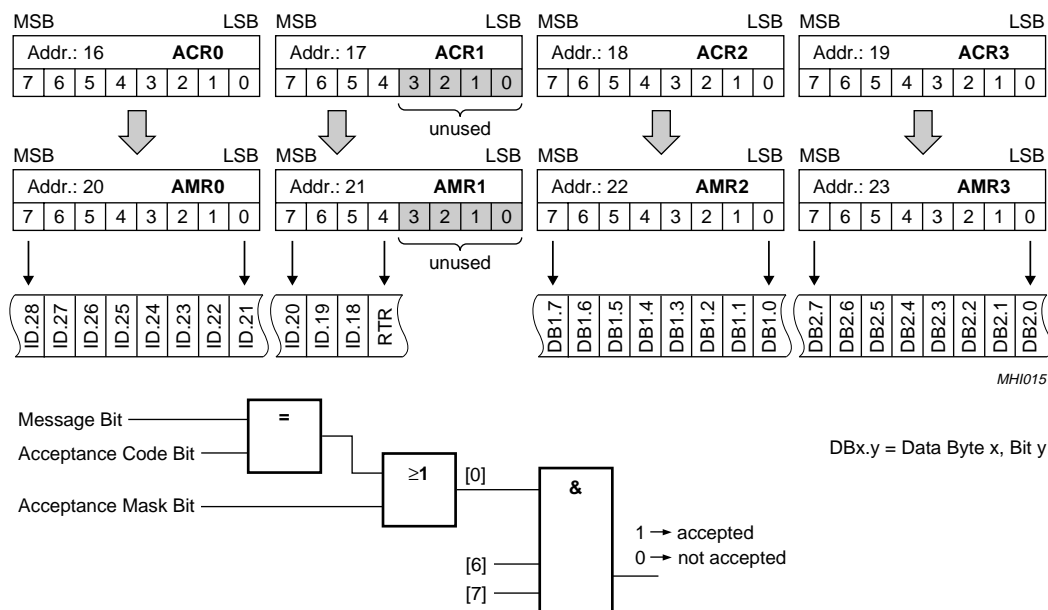 MSB LSB MSB LSB MSB LSB MSB LSB
Addr.: 16 ACR0 Addr.: 17 ACR1 Addr.: 18 ACR2 Addr.: 19 ACR3
7 6 5 4 3 2 1 0 7 6 5 4 3 2 1 0 7 6 5 4 3 2 1 0 7 6 5 4 3 2 1 0
unused
MSB LSB MSB LSB MSB LSB MSB LSB
Addr.: 20 AMR0 Addr.: 21 AMR1 Addr.: 22 AMR2 Addr.: 23 AMR3
7 6 5 4 3 2 1 0 7 6 5 4 3 2 1 0 7 6 5 4 3 2 1 0 7 6 5 4 3 2 1 0
unused
ID.28 ID.27 ID.26 ID.25 ID.24 ID.23 ID.22 ID.21 ID.20 ID.19 ID.18 RTR DB1.7 DB1.6 DB1.5 DB1.4 DB1.3 DB1.2 DB1.1 DB1.0 DB2.7 DB2.6 DB2.5 DB2.4 DB2.3 DB2.2 DB2.1 DB2.0
MHI015
Message Bit =
Acceptance Code Bit DBx.y = Data Byte x, Bit y
≥1 [0] &
Acceptance Mask Bit
1 → accepted
0 → not accepted
[6]
[7]